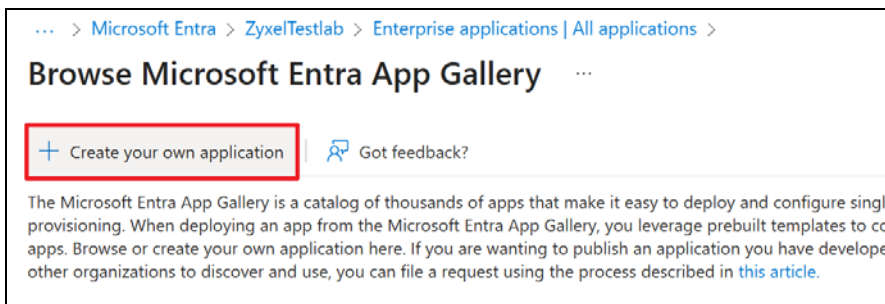 ... > Microsoft Entra > ZyxelTestlab > Enterprise applications | All applications >
Browse Microsoft Entra App Gallery ...
+ Create your own application | Got feedback?
The Microsoft Entra App Gallery is a catalog of thousands of apps that make it easy to deploy and configure singl
provisioning. When deploying an app from the Microsoft Entra App Gallery, you leverage prebuilt templates to co
apps. Browse or create your own application here. If you are wanting to publish an application you have develope
other organizations to discover and use, you can file a request using the process described in this article.